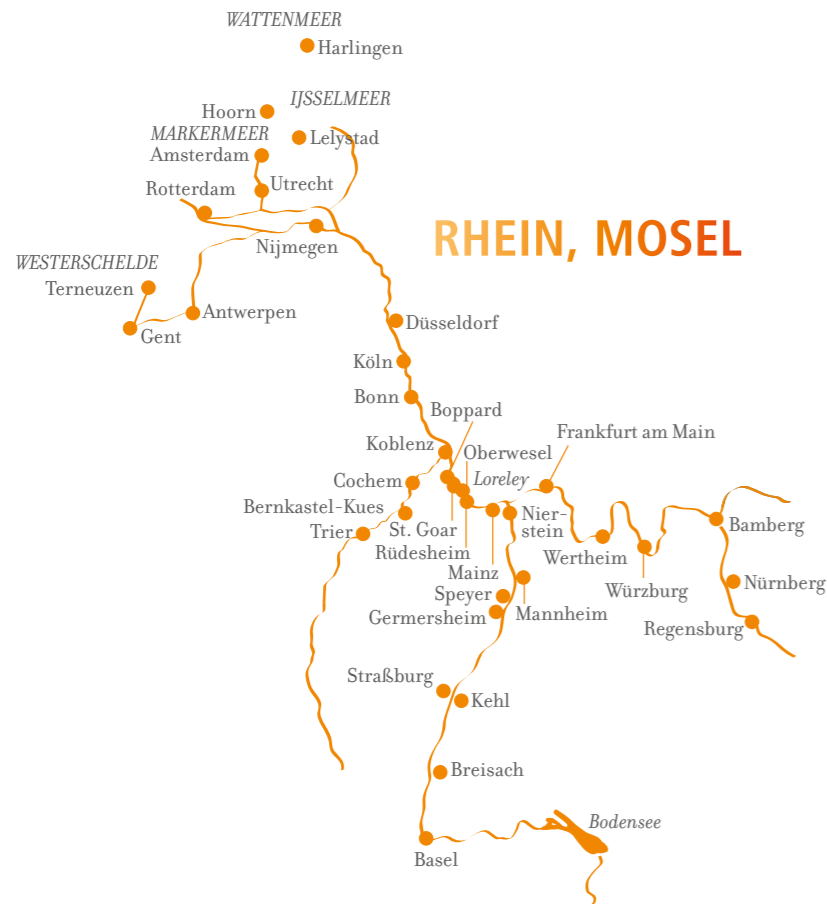 WATTENMEER
Harlingen
IJSSELMEER
Hoorn
MARKERMEER
Lelystad
Amsterdam
Rotterdam
Utrecht
RHEIN, MOSEL
Nijmegen
WESTERSCHELDE
Terneuzen
Antwerpen
Gent
Düsseldorf
Köln
Bonn
Boppard
Koblenz
Frankfurt am Main
Oberwesel
Cochem
Loreley
Bernkastel-Kues
Nier-
stein
Bamberg
Trier
St. Goar
Rüdesheim
Wertheim
Mainz
Würzburg
Nürnberg
Speyer
Mannheim
Germersheim
Regensburg
Straßburg
Kehl
Breisach
Bodensee
Basel